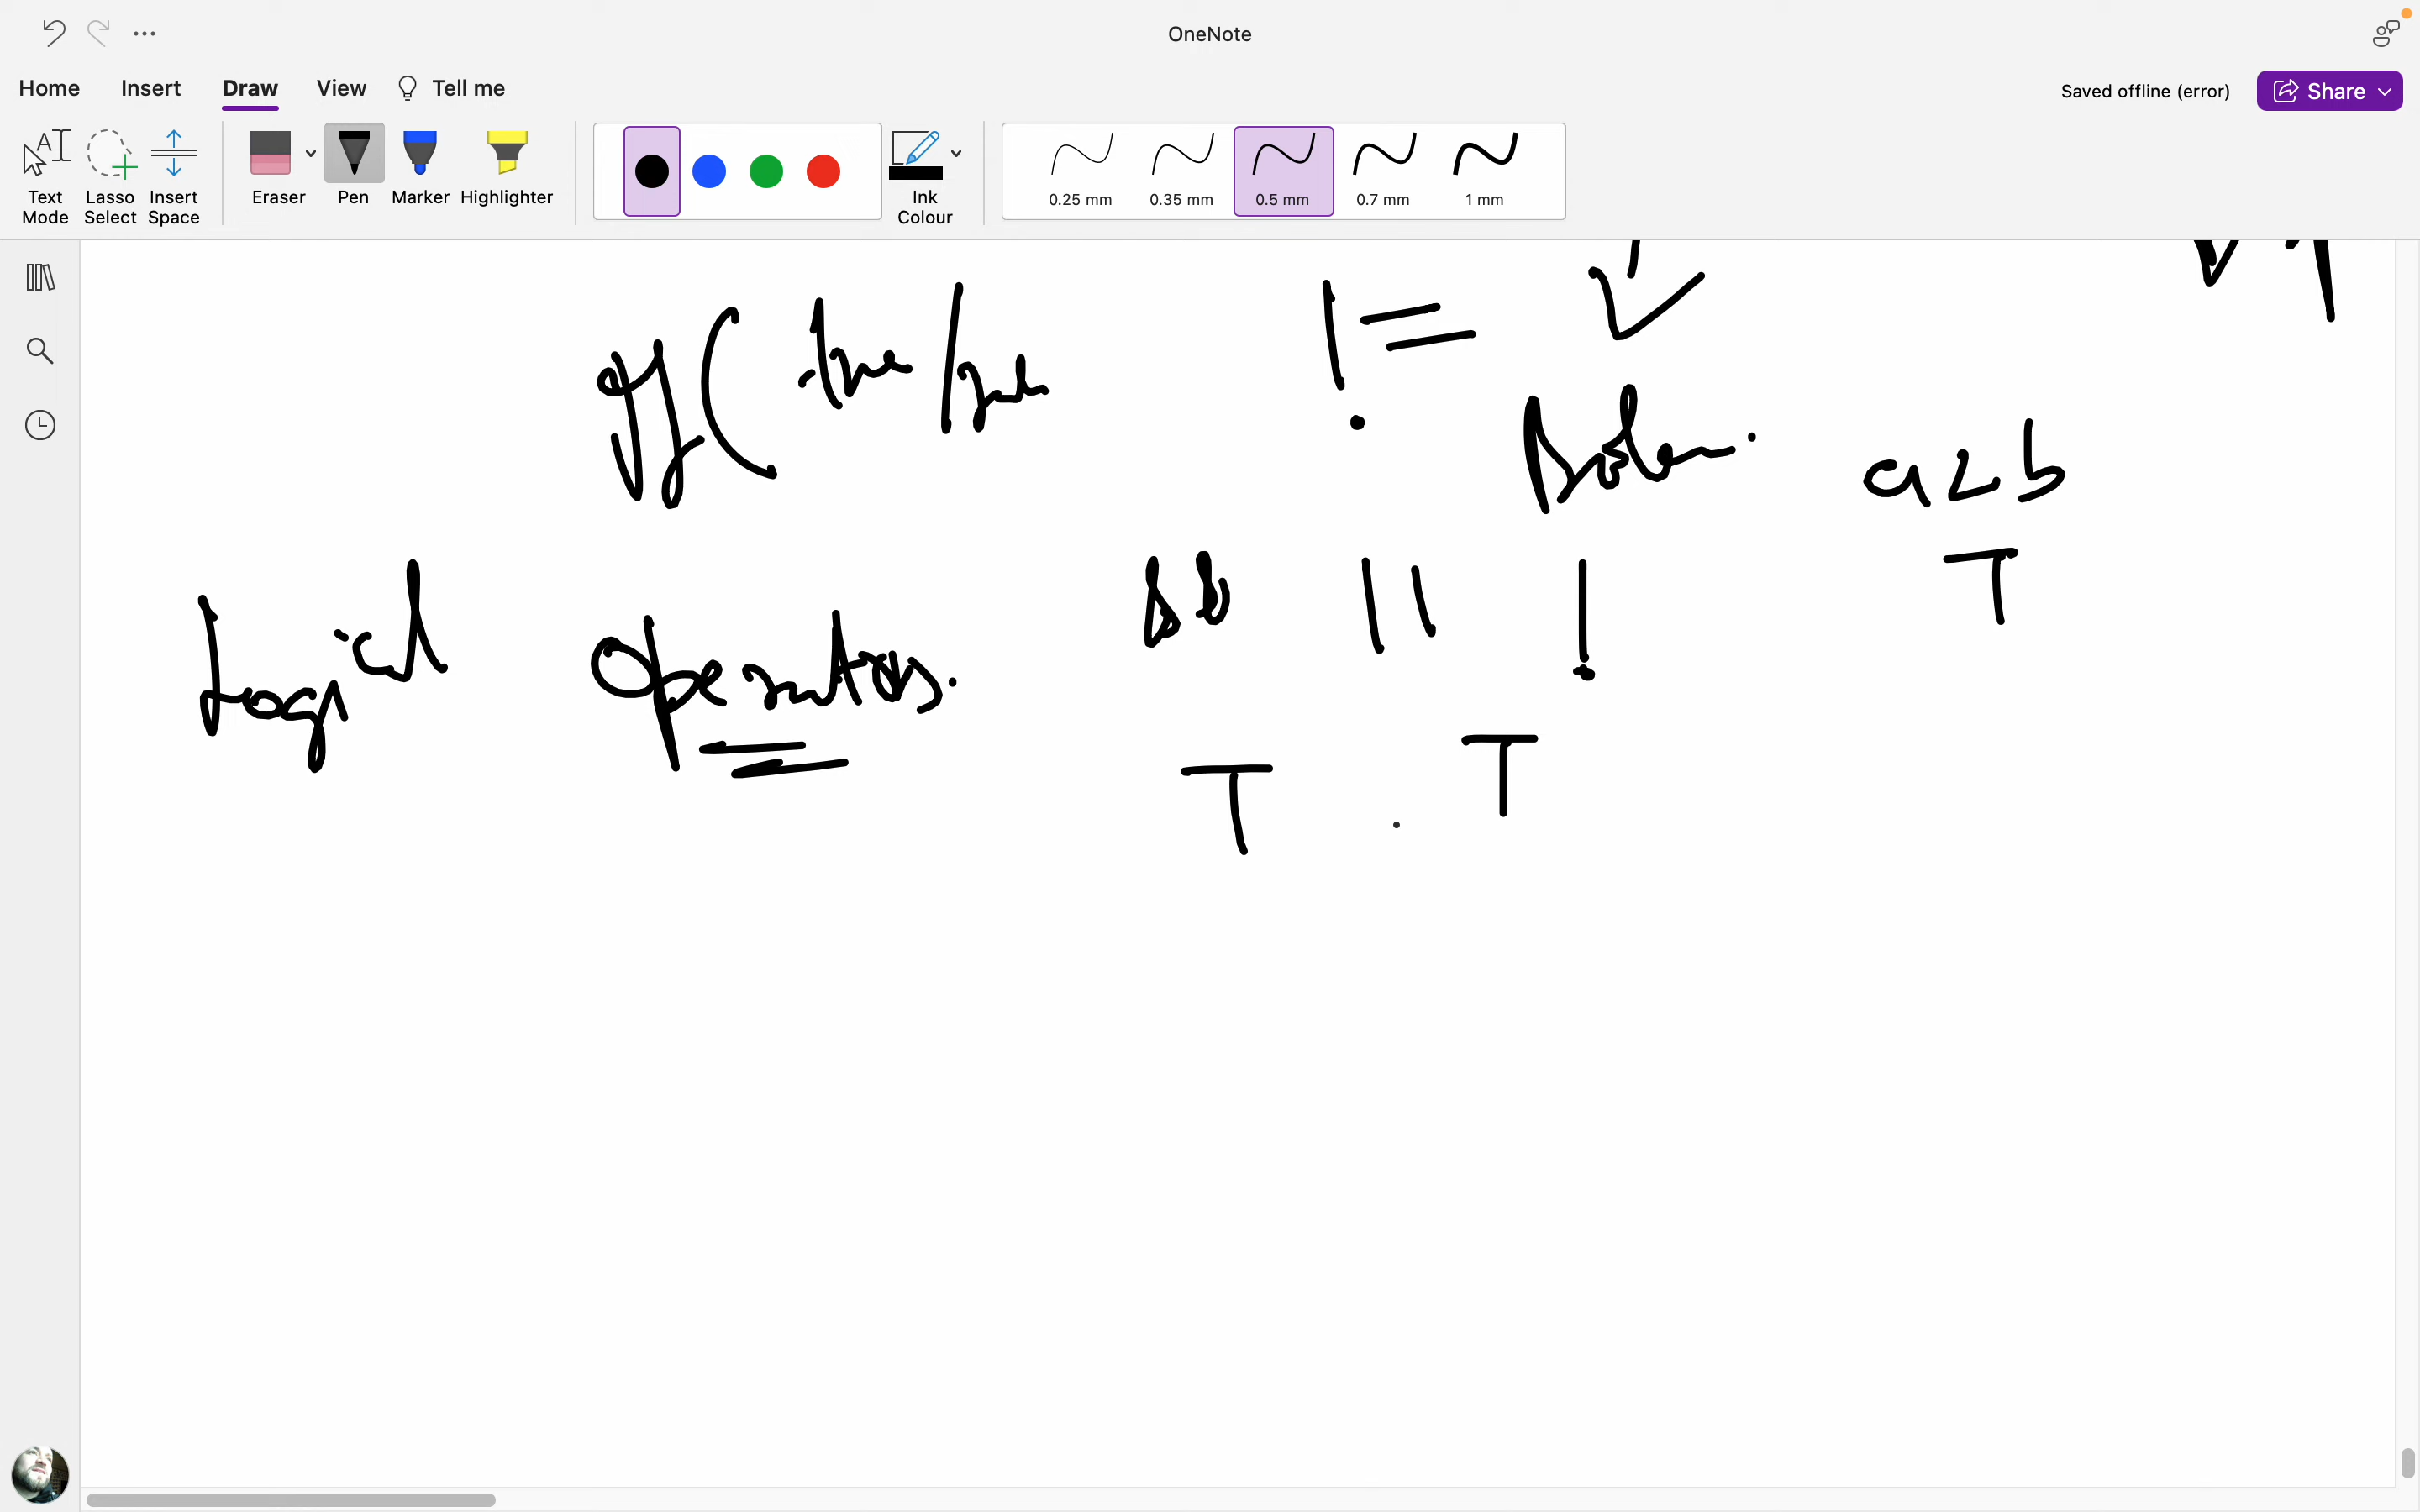 OneNote
Home Insert Draw View Tell me
Saved offline (error) Share
Text Mode
Lasso Select
Insert Space
Eraser
Pen
Marker
Highlighter
Ink Colour
0.25 mm 0.35 mm 0.5 mm 0.7 mm 1 mm
if( true/ !=
a<b
T
Logical Operators. && || !
T T